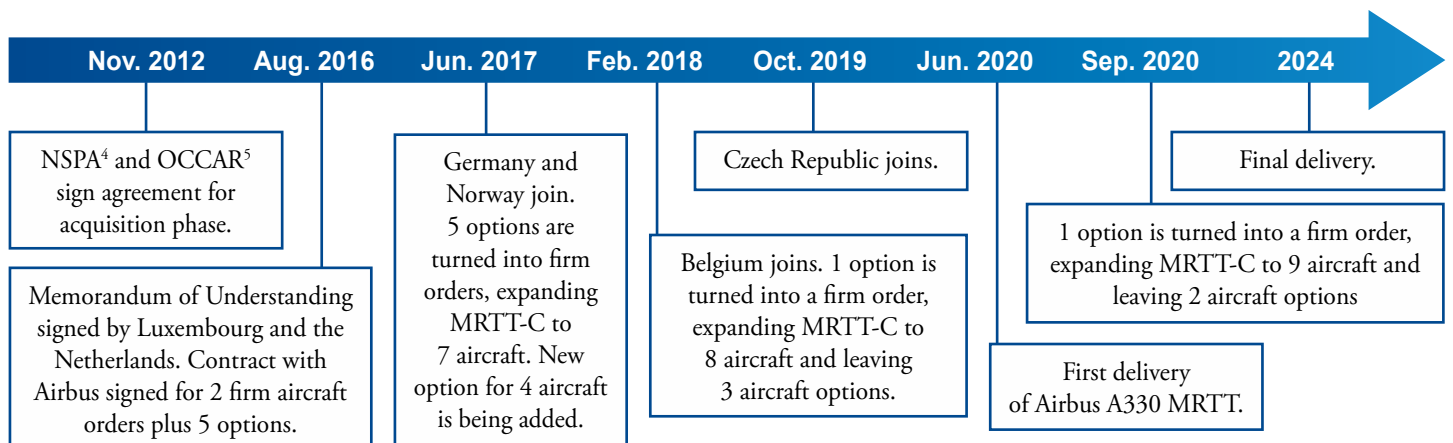 Nov. 2012
Aug. 2016
Jun. 2017
Feb. 2018
Oct. 2019
Jun. 2020
Sep. 2020
2024
NSPA⁴ and OCCAR⁵
sign agreement for
acquisition phase.
Memorandum of Understanding
signed by Luxembourg and the
Netherlands. Contract with
Airbus signed for 2 firm aircraft
orders plus 5 options.
Germany and
Norway join.
5 options are
turned into firm
orders, expanding
MRTT-C to
7 aircraft. New
option for 4 aircraft
is being added.
Belgium joins. 1 option is
turned into a firm order,
expanding MRTT-C to
8 aircraft and leaving
3 aircraft options.
Czech Republic joins.
First delivery
of Airbus A330 MRTT.
1 option is turned into a firm order,
expanding MRTT-C to 9 aircraft and
leaving 2 aircraft options
Final delivery.